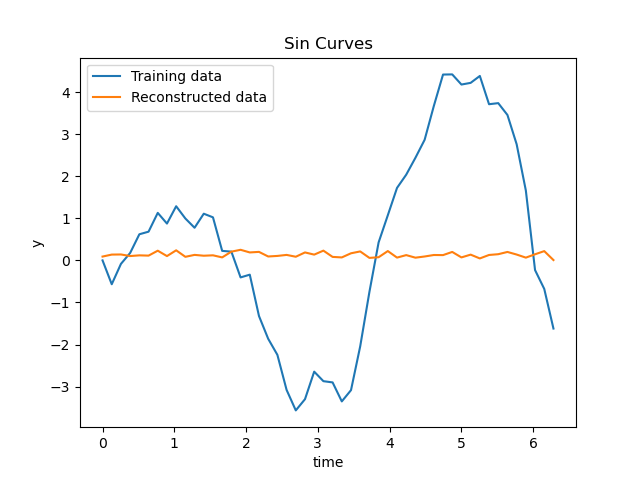 Sin Curves
Training data
Reconstructed data
y
4
3
2
1
0
−1
−2
−3
0 1 2 3 4 5 6
time